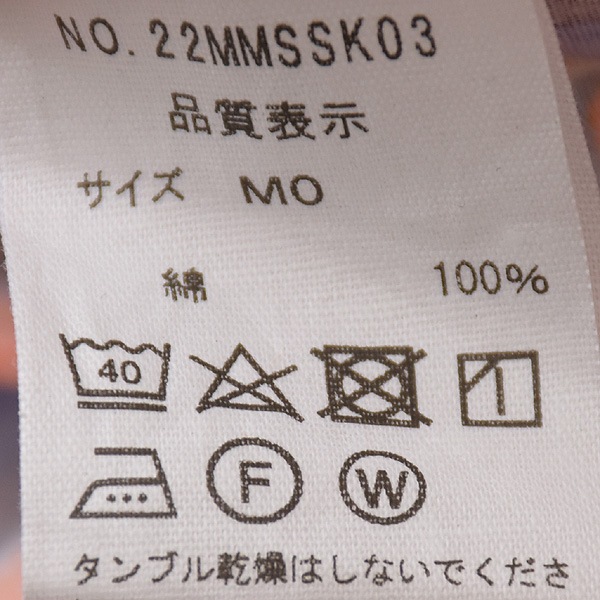 NO.22MMSSK03
品質表示
サイズ MO
綿 100%
40
F W
タンブル乾燥はしないでくださ